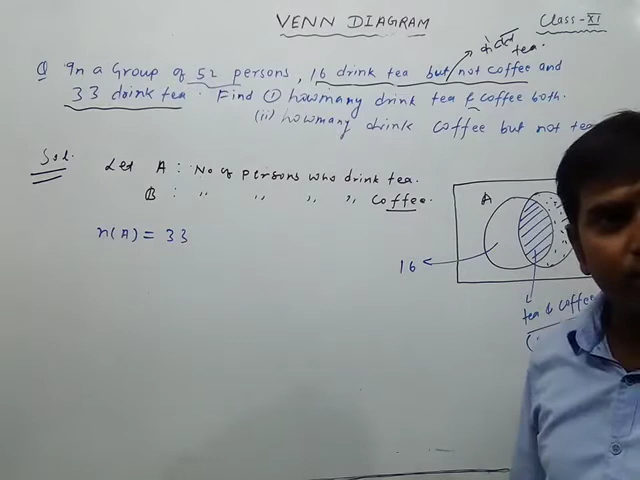 VENN DIAGRAM
Class-XI
Q In a Group of 52 persons, 16 drink tea but not coffee and
33 drink tea. Find (i) how many drink tea & coffee both.
(ii) how many drink coffee but not tea
Sol.
Let A : No of persons who drink tea.
B : " " " " coffee.
n(A) = 33
A
16
tea & coffee